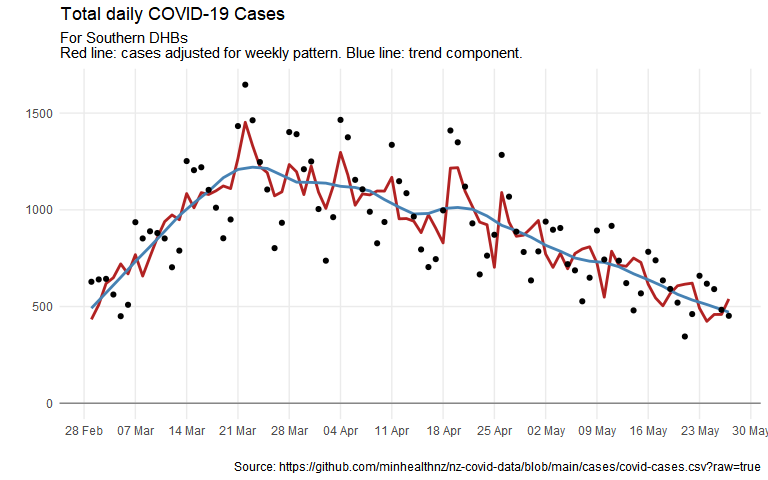 Total daily COVID-19 Cases
For Southern DHBs
Red line: cases adjusted for weekly pattern. Blue line: trend component.
1500
1000
500
0
28 Feb 07 Mar 14 Mar 21 Mar 28 Mar 04 Apr 11 Apr 18 Apr 25 Apr 02 May 09 May 16 May 23 May 30 May
Source: https://github.com/minhealthnz/nz-covid-data/blob/main/cases/covid-cases.csv?raw=true